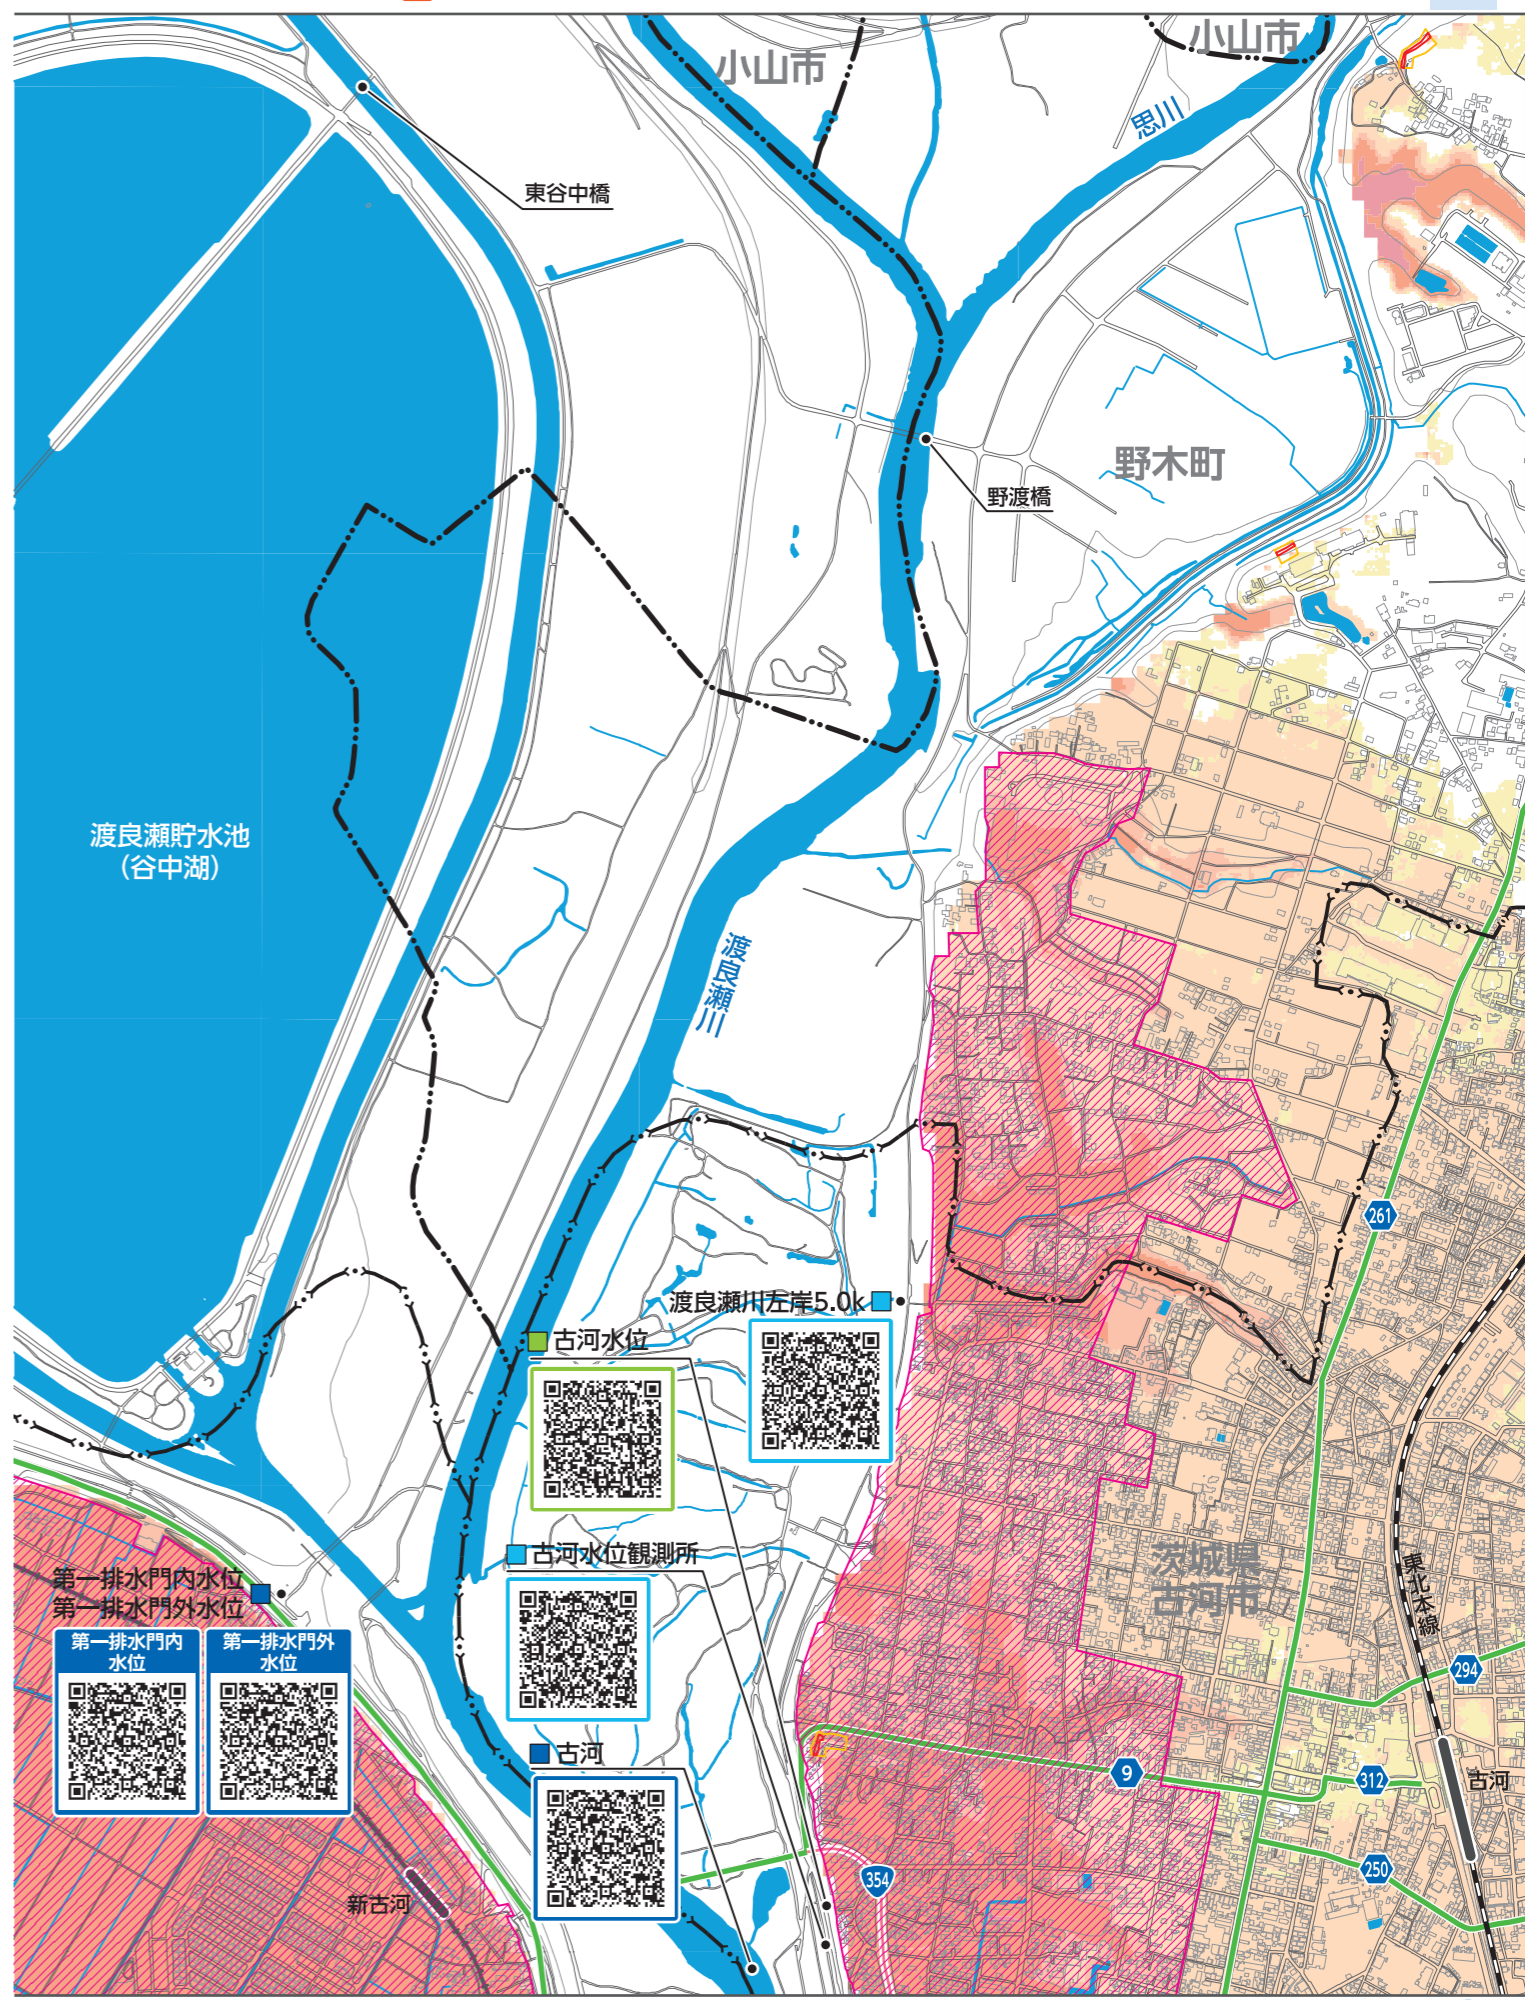 小山市
小山市
思川
東谷中橋
野木町
野渡橋
渡良瀬貯水池
（谷中湖）
渡良瀬川
261
渡良瀬川左岸5.0k
古河水位
古河水位観測所
茨城県
古河市
東北本線
第一排水門内水位
第一排水門外水位
第一排水門内
水位
第一排水門外
水位
294
古河
9
312
古河
354
250
新古河